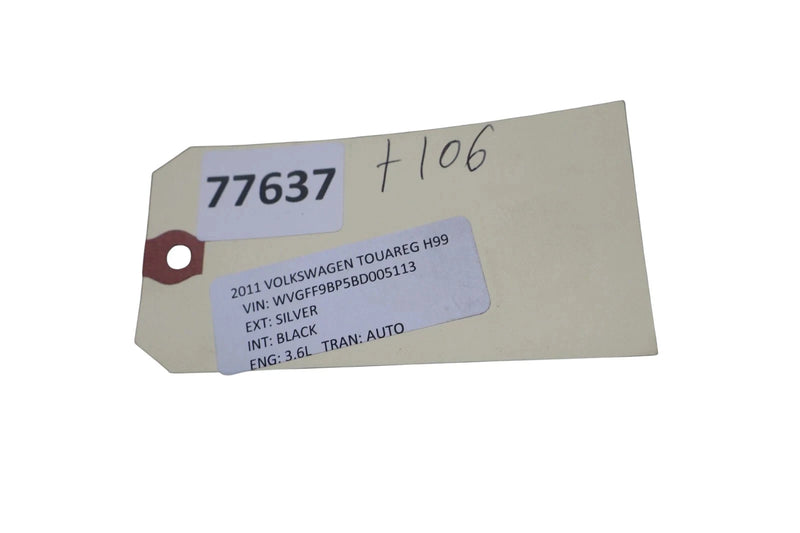 77637
+106
2011 VOLKSWAGEN TOUAREG H99
VIN: WVGFF9BP5BD005113
EXT: SILVER
INT: BLACK
ENG: 3.6L TRAN: AUTO